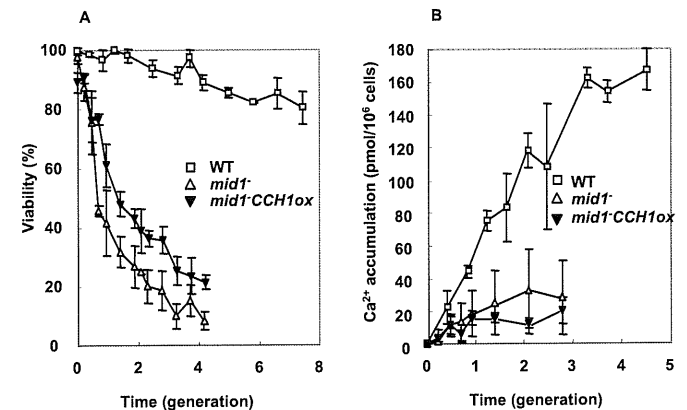 A
100
80
60
40
20
0
0 2 4 6 8
Viability (%)
Time (generation)
WT
mid1-
mid1-CCH1ox
B
180
160
140
120
100
80
60
40
20
0
0 1 2 3 4 5
Ca2+ accumulation (pmol/10^6 cells)
Time (generation)
WT
mid1-
mid1-CCH1ox